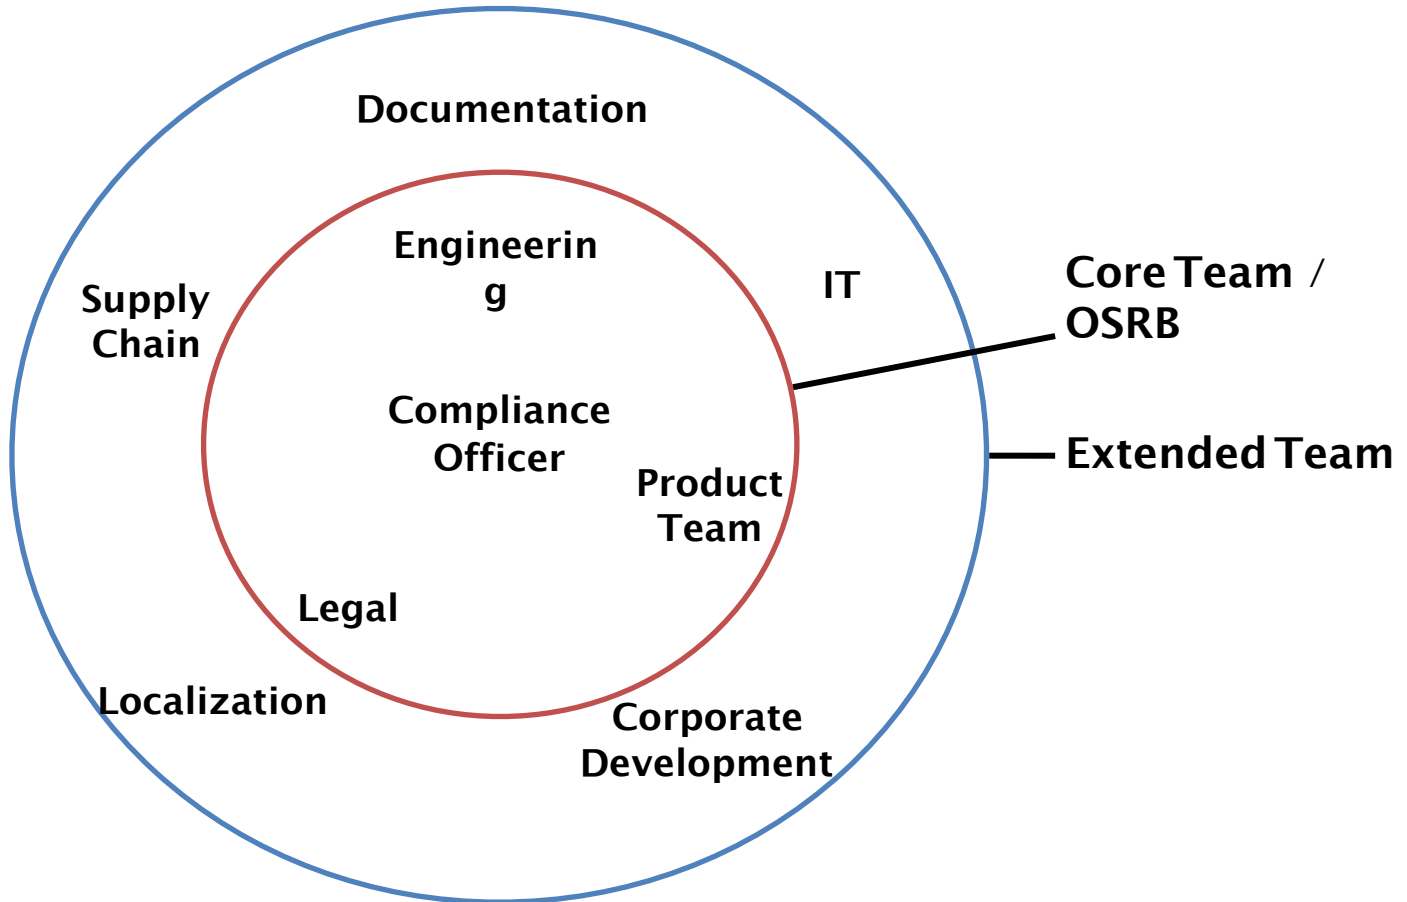 Documentation
Engineerin
g
IT
Supply
Chain
Core Team /
OSRB
Compliance
Officer
Extended Team
Product
Team
Legal
Localization
Corporate
Development